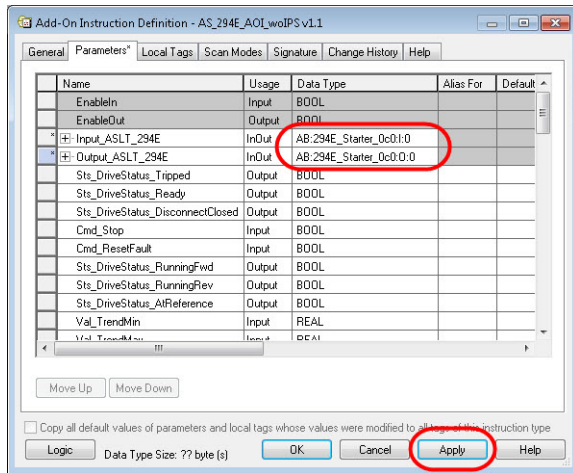 Add-On Instruction Definition - AS_294E_AOI_woIPS v1.1
General Parameters* Local Tags Scan Modes Signature Change History Help
Name Usage Data Type Alias For Default
EnableIn Input BOOL
EnableOut Output BOOL
* Input_ASLT_294E InOut AB:294E_Starter_0c0:I:0
* Output_ASLT_294E InOut AB:294E_Starter_0c0:O:0
Sts_DriveStatus_Tripped Output BOOL
Sts_DriveStatus_Ready Output BOOL
Sts_DriveStatus_DisconnectClosed Output BOOL
Cmd_Stop Input BOOL
Cmd_ResetFault Input BOOL
Sts_DriveStatus_RunningFwd Output BOOL
Sts_DriveStatus_RunningRev Output BOOL
Sts_DriveStatus_AtReference Output BOOL
Val_TrendMin Input REAL
Val_TrendMax Input REAL
Move Up Move Down
Copy all default values of parameters and local tags whose values were modified to all tags of this instruction type
Logic Data Type Size: ?? byte (s) OK Cancel Apply Help